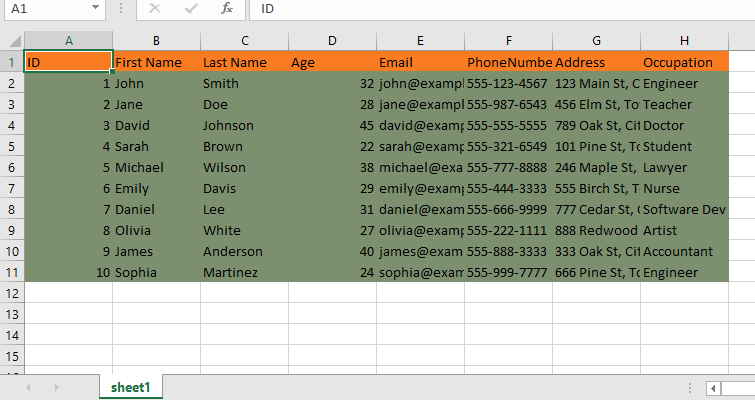 A1 fx ID
A B C D E F G H
1 ID First Name Last Name Age Email PhoneNumbe Address Occupation
2 1 John Smith 32 john@exampl 555-123-4567 123 Main St, C Engineer
3 2 Jane Doe 28 jane@exampl 555-987-6543 456 Elm St, To Teacher
4 3 David Johnson 45 david@examp 555-555-5555 789 Oak St, Cit Doctor
5 4 Sarah Brown 22 sarah@examp 555-321-6549 101 Pine St, To Student
6 5 Michael Wilson 38 michael@exa 555-777-8888 246 Maple St, Lawyer
7 6 Emily Davis 29 emily@examp 555-444-3333 555 Birch St, T Nurse
8 7 Daniel Lee 31 daniel@exam 555-666-9999 777 Cedar St, Software Dev
9 8 Olivia White 27 olivia@examp 555-222-1111 888 Redwood Artist
10 9 James Anderson 40 james@exam 555-888-3333 333 Oak St, Cit Accountant
11 10 Sophia Martinez 24 sophia@exam 555-999-7777 666 Pine St, To Engineer
12
13
14
15
sheet1